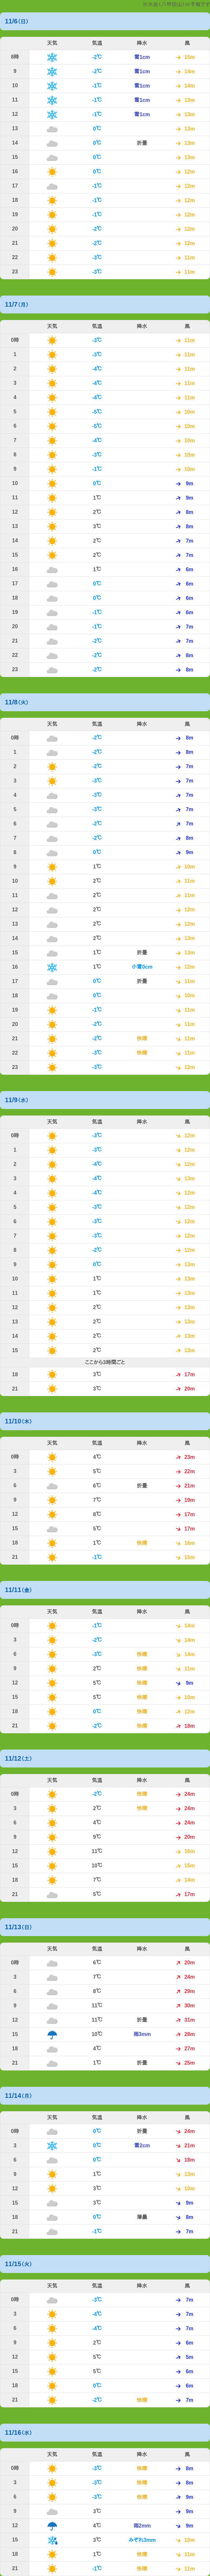 11/6(日)
天気 気温 降水 風
8時 -2℃ 雪1cm 15m
9 -2℃ 雪1cm 14m
10 -1℃ 雪1cm 14m
11 -1℃ 雪1cm 13m
12 -1℃ 雪1cm 13m
13 0℃ 13m
14 0℃ 折曇 13m
15 0℃ 13m
16 0℃ 12m
17 -1℃ 12m
18 -1℃ 12m
19 -1℃ 12m
20 -2℃ 12m
21 -2℃ 12m
22 -3℃ 11m
23 -3℃ 11m
11/7(月)
天気 気温 降水 風
0時 -3℃ 11m
1 -3℃ 11m
2 -4℃ 11m
3 -4℃ 11m
4 -4℃ 11m
5 -5℃ 10m
6 -5℃ 10m
7 -4℃ 10m
8 -3℃ 10m
9 -1℃ 10m
10 0℃ 9m
11 1℃ 9m
12 2℃ 8m
13 3℃ 8m
14 2℃ 7m
15 2℃ 7m
16 1℃ 6m
17 0℃ 6m
18 0℃ 6m
19 -1℃ 6m
20 -1℃ 7m
21 -2℃ 7m
22 -2℃ 8m
23 -2℃ 8m
11/8(火)
天気 気温 降水 風
0時 -2℃ 8m
1 -2℃ 8m
2 -2℃ 7m
3 -3℃ 7m
4 -3℃ 7m
5 -3℃ 7m
6 -2℃ 7m
7 -2℃ 8m
8 0℃ 9m
9 1℃ 10m
10 2℃ 11m
11 2℃ 11m
12 2℃ 12m
13 2℃ 12m
14 2℃ 13m
15 1℃ 折曇 13m
16 1℃ 小雪0cm 12m
17 0℃ 折曇 11m
18 0℃ 10m
19 -1℃ 11m
20 -2℃ 11m
21 -2℃ 快晴 11m
22 -3℃ 快晴 11m
23 -3℃ 12m
11/9(水)
天気 気温 降水 風
0時 -3℃ 12m
1 -3℃ 12m
2 -4℃ 12m
3 -4℃ 13m
4 -4℃ 12m
5 -3℃ 12m
6 -3℃ 12m
7 -3℃ 12m
8 -2℃ 12m
9 0℃ 13m
10 1℃ 13m
11 1℃ 13m
12 2℃ 13m
13 2℃ 13m
14 2℃ 13m
15 2℃ 13m
ここから3時間ごと
18 3℃ 17m
21 3℃ 20m
11/10(木)
天気 気温 降水 風
0時 4℃ 23m
3 5℃ 22m
6 6℃ 折曇 21m
9 7℃ 19m
12 8℃ 17m
15 5℃ 17m
18 1℃ 快晴 16m
21 -1℃ 15m
11/11(金)
天気 気温 降水 風
0時 -1℃ 14m
3 -2℃ 14m
6 -3℃ 快晴 14m
9 2℃ 快晴 11m
12 5℃ 快晴 9m
15 5℃ 快晴 10m
18 0℃ 快晴 12m
21 -2℃ 快晴 18m
11/12(土)
天気 気温 降水 風
0時 -2℃ 快晴 24m
3 2℃ 快晴 24m
6 4℃ 24m
9 9℃ 20m
12 11℃ 16m
15 10℃ 15m
18 7℃ 14m
21 5℃ 17m
11/13(日)
天気 気温 降水 風
0時 6℃ 20m
3 7℃ 24m
6 8℃ 29m
9 11℃ 30m
12 11℃ 折曇 31m
15 10℃ 雨3mm 28m
18 4℃ 27m
21 1℃ 折曇 25m
11/14(月)
天気 気温 降水 風
0時 0℃ 折曇 24m
3 0℃ 雪2cm 21m
6 0℃ 18m
9 1℃ 13m
12 3℃ 10m
15 3℃ 9m
18 0℃ 薄曇 8m
21 -1℃ 7m
11/15(火)
天気 気温 降水 風
0時 -3℃ 7m
3 -4℃ 7m
6 -4℃ 7m
9 2℃ 6m
12 5℃ 5m
15 5℃ 6m
18 0℃ 6m
21 -2℃ 快晴 7m
11/16(水)
天気 気温 降水 風
0時 -3℃ 快晴 8m
3 -3℃ 快晴 8m
6 -3℃ 快晴 9m
9 3℃ 9m
12 4℃ 雨2mm 9m
15 3℃ みぞれ3mm 10m
18 1℃ 快晴 11m
21 -1℃ 快晴 11m